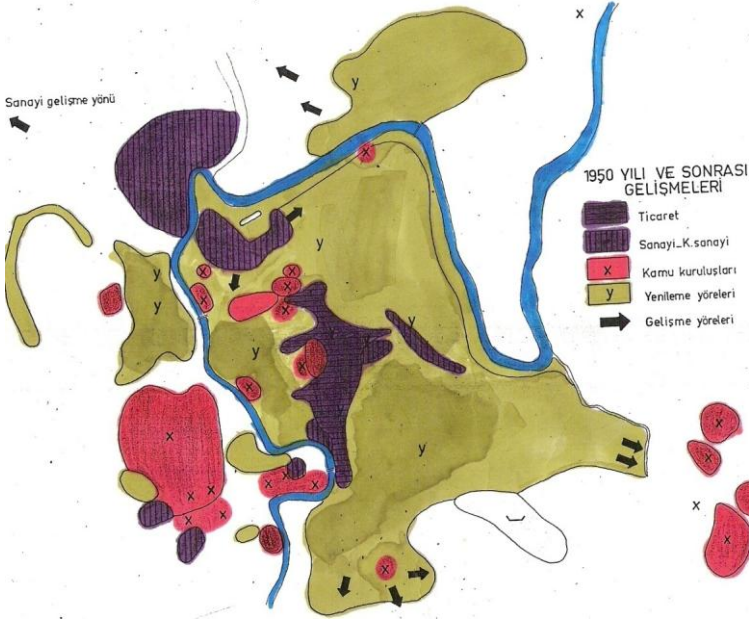 Sanayi gelişme yönü
1950 YILI VE SONRASI
GELİŞMELERİ
Ticaret
Sanayi_K.sanayi
x Kamu kuruluşları
y Yenileme yöreleri
Gelişme yöreleri
x
y
x
y
y
y
x
x
x
x
x
y
y
y
x
x
x
y
x
x
x
x
x
x
x
x
x
x
x
x